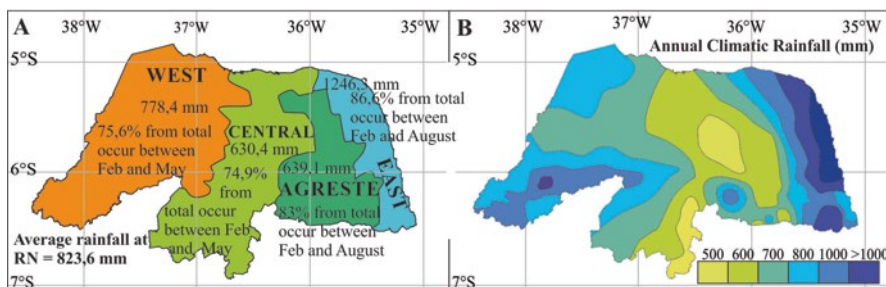 A
38°W
37°W
36°W
35°W
5°S
6°S
7°S
WEST
778,4 mm
75,6% from total
occur between
Feb and May
CENTRAL
630,4 mm
74,9%
from
total occur
between Feb
and May
1246,3 mm
86,6% from total
occur between
Feb and August
EAST
639,1 mm
AGRESTE
83% from total
occur between
Feb and August
Average rainfall at
RN = 823,6 mm
B
38°W
37°W
36°W
35°W
5°S
6°S
7°S
Annual Climatic Rainfall (mm)
500 600 700 800 1000 >1000